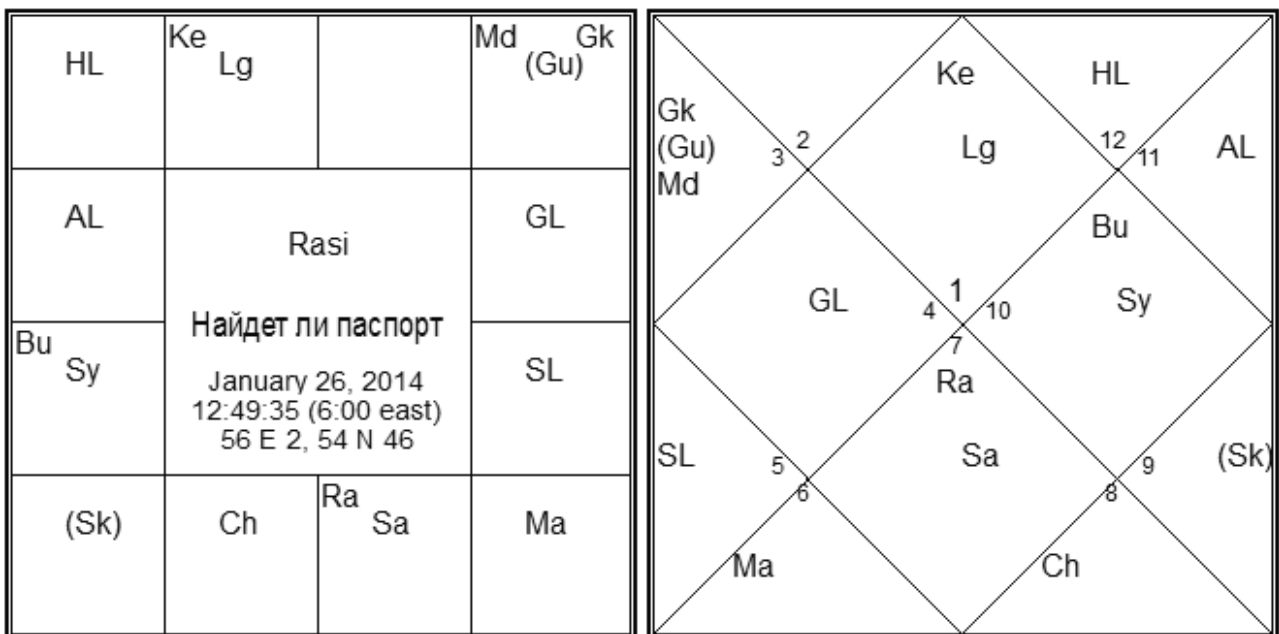 HL
Ke
Lg
Md Gk
(Gu)
AL
Rasi
GL
Найдет ли паспорт
January 26, 2014
12:49:35 (6:00 east)
56 E 2, 54 N 46
Bu
Sy
SL
(Sk)
Ch
Ra
Sa
Ma
Ke
HL
Gk
(Gu)
Md
3
2
Lg
12
11
AL
Bu
GL
4
1
10
Sy
7
Ra
SL
5
6
Sa
8
9
(Sk)
Ma
Ch